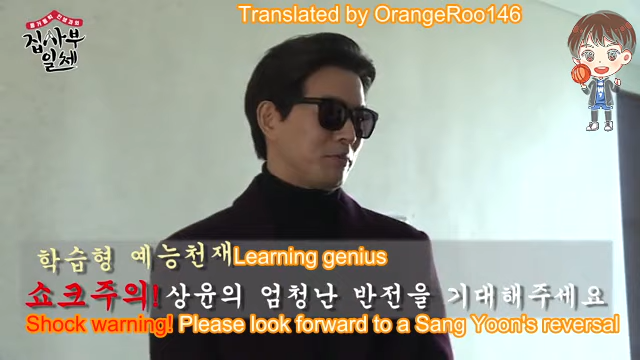 Translated by OrangeRoo146
집사부
일체
학습형 예능천재Learning genius
쇼크주의! 상윤의 엄청난 반전을 기대해주세요
Shock warning! Please look forward to a Sang Yoon's reversal